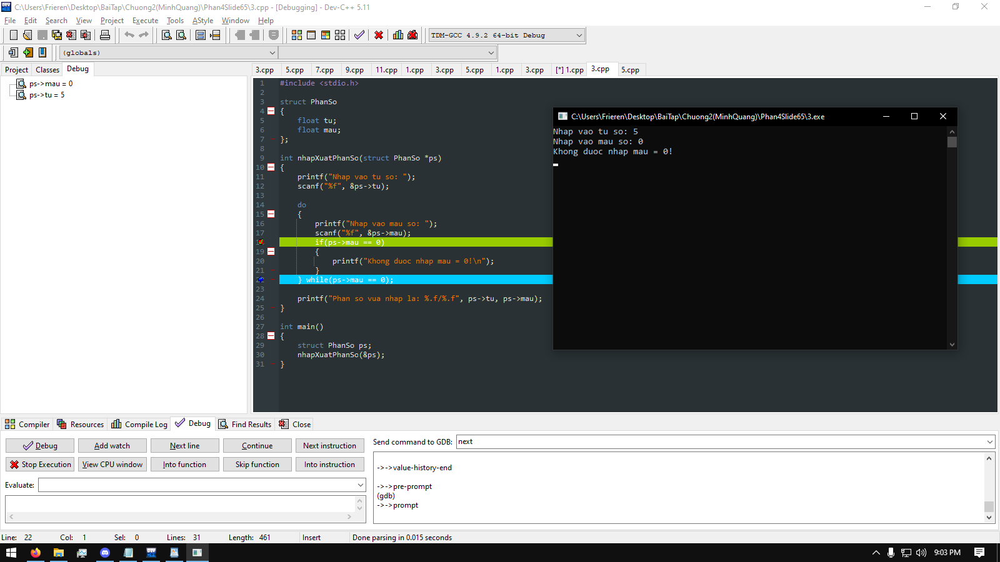 C:\Users\Frieren\Desktop\BaiTap\Chuong2(MinhQuang)\Phan4Slide65\3.cpp - [Debugging] - Dev-C++ 5.11
File Edit Search View Project Execute Tools AStyle Window Help
TDM-GCC 4.9.2 64-bit Debug
(globals)
Project Classes Debug
ps->mau = 0
ps->tu = 5
3.cpp 5.cpp 7.cpp 9.cpp 11.cpp 1.cpp 3.cpp 5.cpp 1.cpp 3.cpp [*] 1.cpp 3.cpp 5.cpp
1 #include <stdio.h>
2
3 struct PhanSo
4 {
5 float tu;
6 float mau;
7 };
8
9 int nhapXuatPhanSo(struct PhanSo *ps)
10 {
11 printf("Nhap vao tu so: ");
12 scanf("%f", &ps->tu);
13
14 do
15 {
16 printf("Nhap vao mau so: ");
17 scanf("%f", &ps->mau);
if(ps->mau == 0)
19 {
20 printf("Khong duoc nhap mau = 0!\n");
21 }
} while(ps->mau == 0);
23
24 printf("Phan so vua nhap la: %.f/%.f", ps->tu, ps->mau);
25 }
26
27 int main()
28 {
29 struct PhanSo ps;
30 nhapXuatPhanSo(&ps);
31 }
C:\Users\Frieren\Desktop\BaiTap\Chuong2(MinhQuang)\Phan4Slide65\3.exe
Nhap vao tu so: 5
Nhap vao mau so: 0
Khong duoc nhap mau = 0!
Compiler Resources Compile Log Debug Find Results Close
Debug Add watch Next line Continue Next instruction
Stop Execution View CPU window Into function Skip function Into instruction
Evaluate:
Send command to GDB: next
->->value-history-end
->->pre-prompt
(gdb)
->->prompt
Line: 22 Col: 1 Sel: 0 Lines: 31 Length: 461 Insert Done parsing in 0.015 seconds
9:03 PM